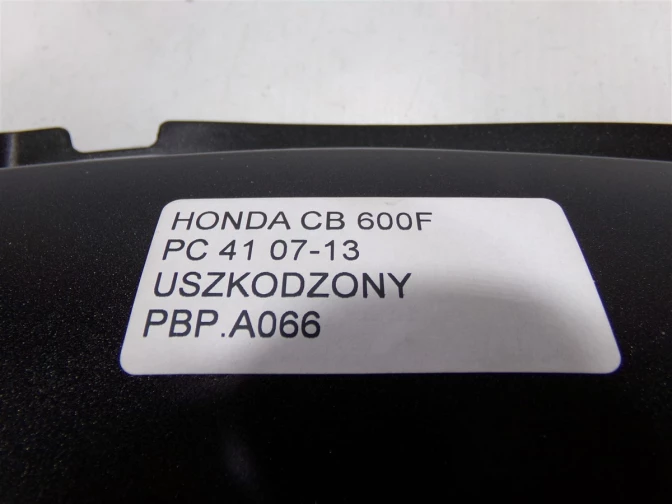 HONDA CB 600F
PC 41 07-13
USZKODZONY
PBP.A066